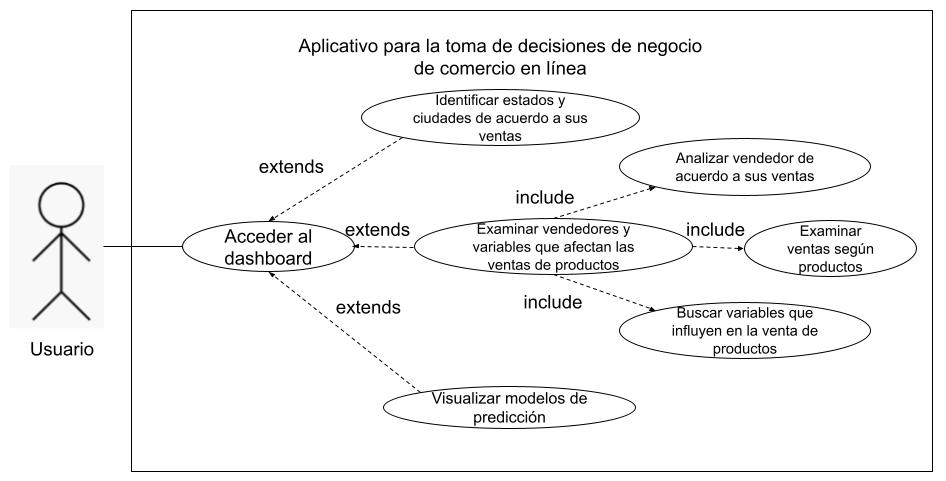 Aplicativo para la toma de decisiones de negocio
de comercio en línea
Identificar estados y
ciudades de acuerdo a sus
ventas
extends
Analizar vendedor de
acuerdo a sus ventas
include
Acceder al
dashboard
extends
Examinar vendedores y
variables que afectan las
ventas de productos
include
Examinar
ventas según
productos
extends
include
Buscar variables que
influyen en la venta de
productos
Usuario
Visualizar modelos de
predicción